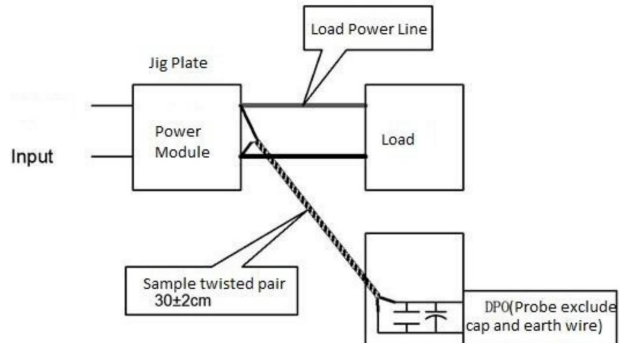 Load Power Line
Jig Plate
Power
Module
Load
Input
Sample twisted pair
30±2cm
DPO(Probe exclude
cap and earth wire)